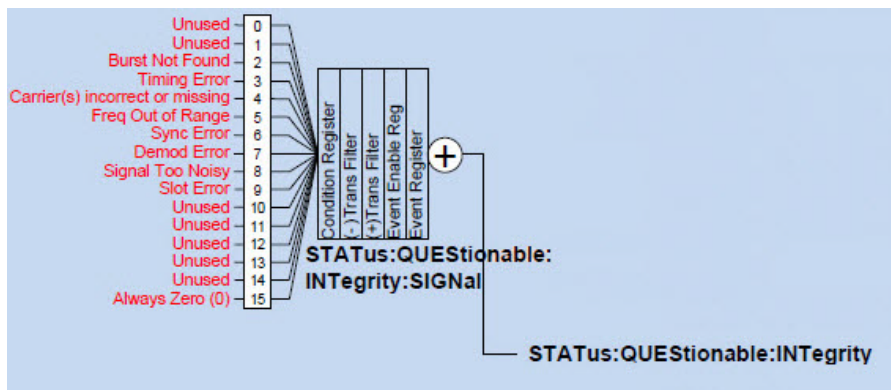 Unused 0
Unused 1
Burst Not Found 2
Timing Error 3
Carrier(s) incorrect or missing 4
Freq Out of Range 5
Sync Error 6
Demod Error 7
Signal Too Noisy 8
Slot Error 9
Unused 10
Unused 11
Unused 12
Unused 13
Unused 14
Always Zero (0) 15
Condition Register
(-)Trans Filter
(+)Trans Filter
Event Enable Reg
Event Register
+
STATus:QUEStionable:
INTegrity:SIGNal
STATus:QUEStionable:INTegrity